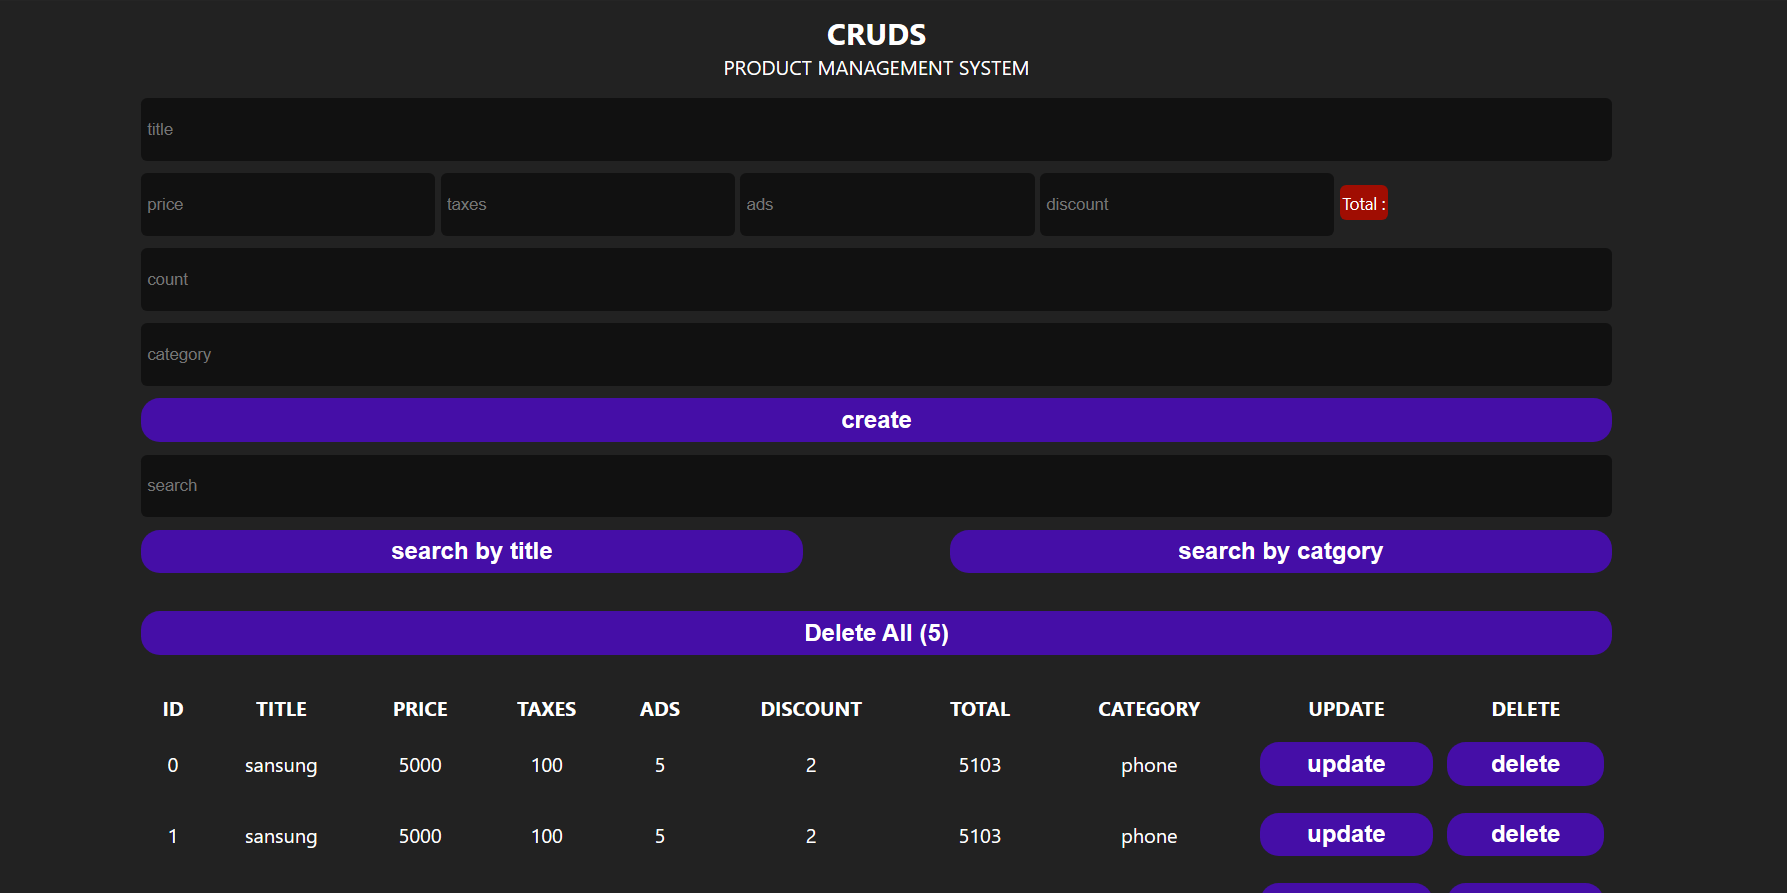 CRUDS
PRODUCT MANAGEMENT SYSTEM
title
price taxes ads discount Total :
count
category
create
search
search by title search by catgory
Delete All (5)
ID TITLE PRICE TAXES ADS DISCOUNT TOTAL CATEGORY UPDATE DELETE
0 sansung 5000 100 5 2 5103 phone update delete
1 sansung 5000 100 5 2 5103 phone update delete